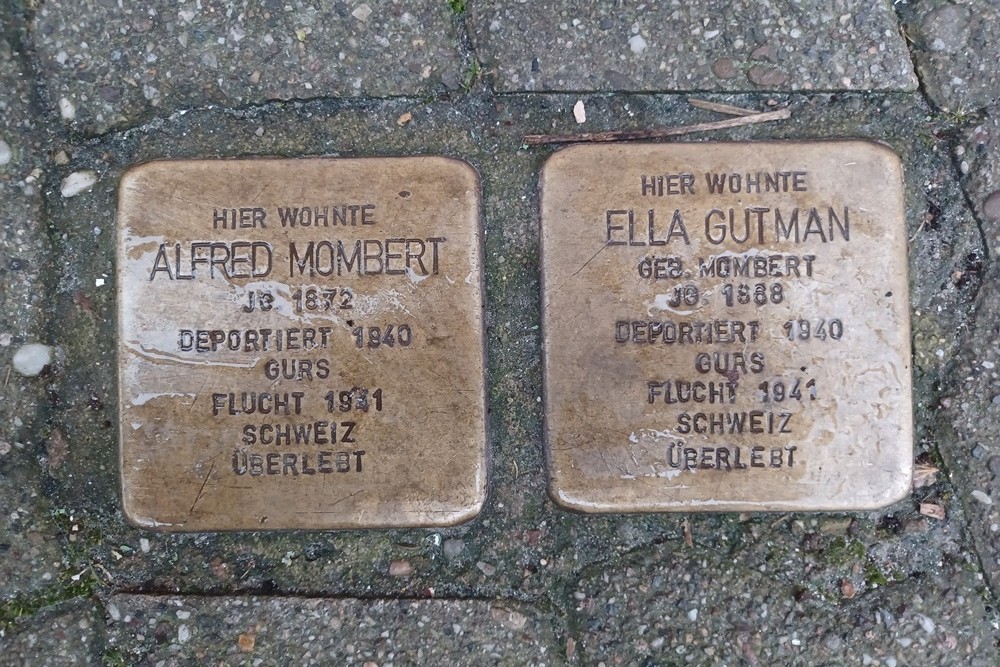 HIER WOHNTE
ALFRED MOMBERT
JG. 1872
DEPORTIERT 1940
GURS
FLUCHT 1941
SCHWEIZ
ÜBERLEBT
HIER WOHNTE
ELLA GUTMAN
GEB. MOMBERT
JG. 1868
DEPORTIERT 1940
GURS
FLUCHT 1941
SCHWEIZ
ÜBERLEBT